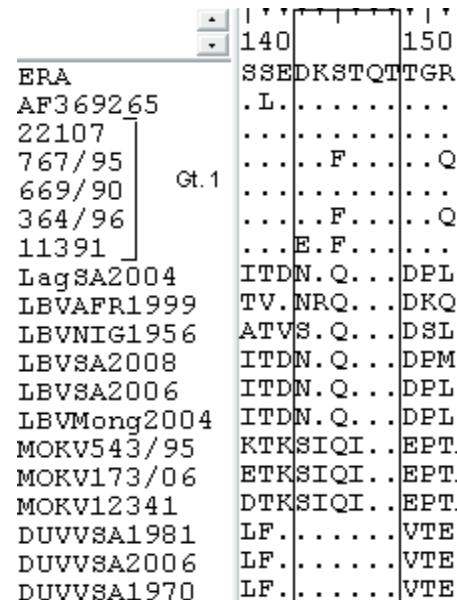 140 150
ERA SSEDKSTQTTGR
AF369265 .L..........
22107 ............
767/95 .....F.....Q
Gt.1
669/90 ............
364/96 .....F.....Q
11391 ...E.F......
LagSA2004 ITDN.Q...DPL
LBVAFR1999 TV.NRQ...DKQ
LBVNIG1956 ATVS.Q...DSL
LBVSA2008 ITDN.Q...DPM
LBVSA2006 ITDN.Q...DPL
LBVMong2004 ITDN.Q...DPL
MOKV543/95 KTKSIQI..EPT.
MOKV173/06 ETKSIQI..EPT
MOKV12341 DTKSIQI..EPT.
DUVVSA1981 LF.......VTE
DUVVSA2006 LF.......VTE
DUVVSA1970 LF.......VTE